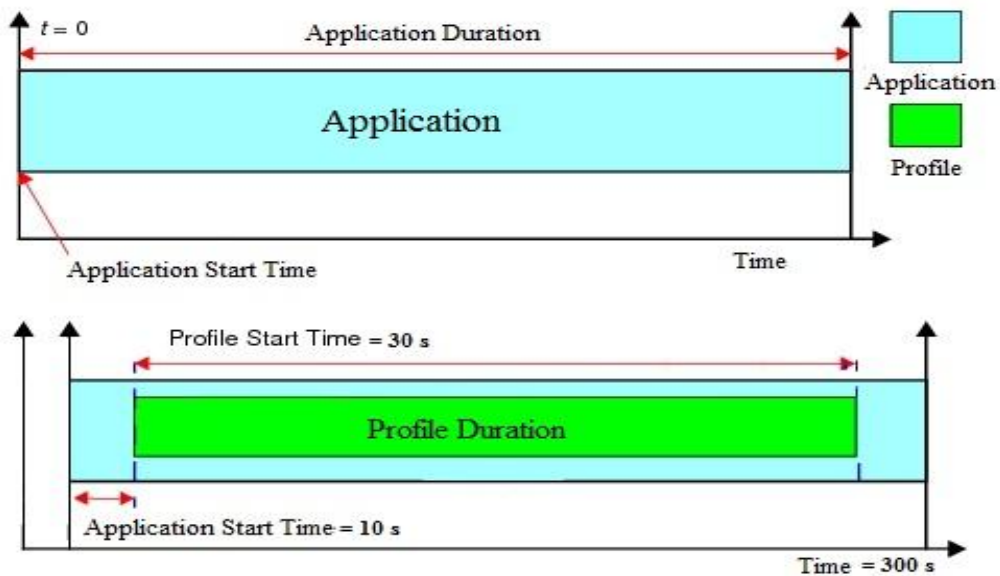 t = 0
Application Duration
Application
Application
Profile
Application Start Time
Time
Profile Start Time = 30 s
Profile Duration
Application Start Time = 10 s
Time = 300 s